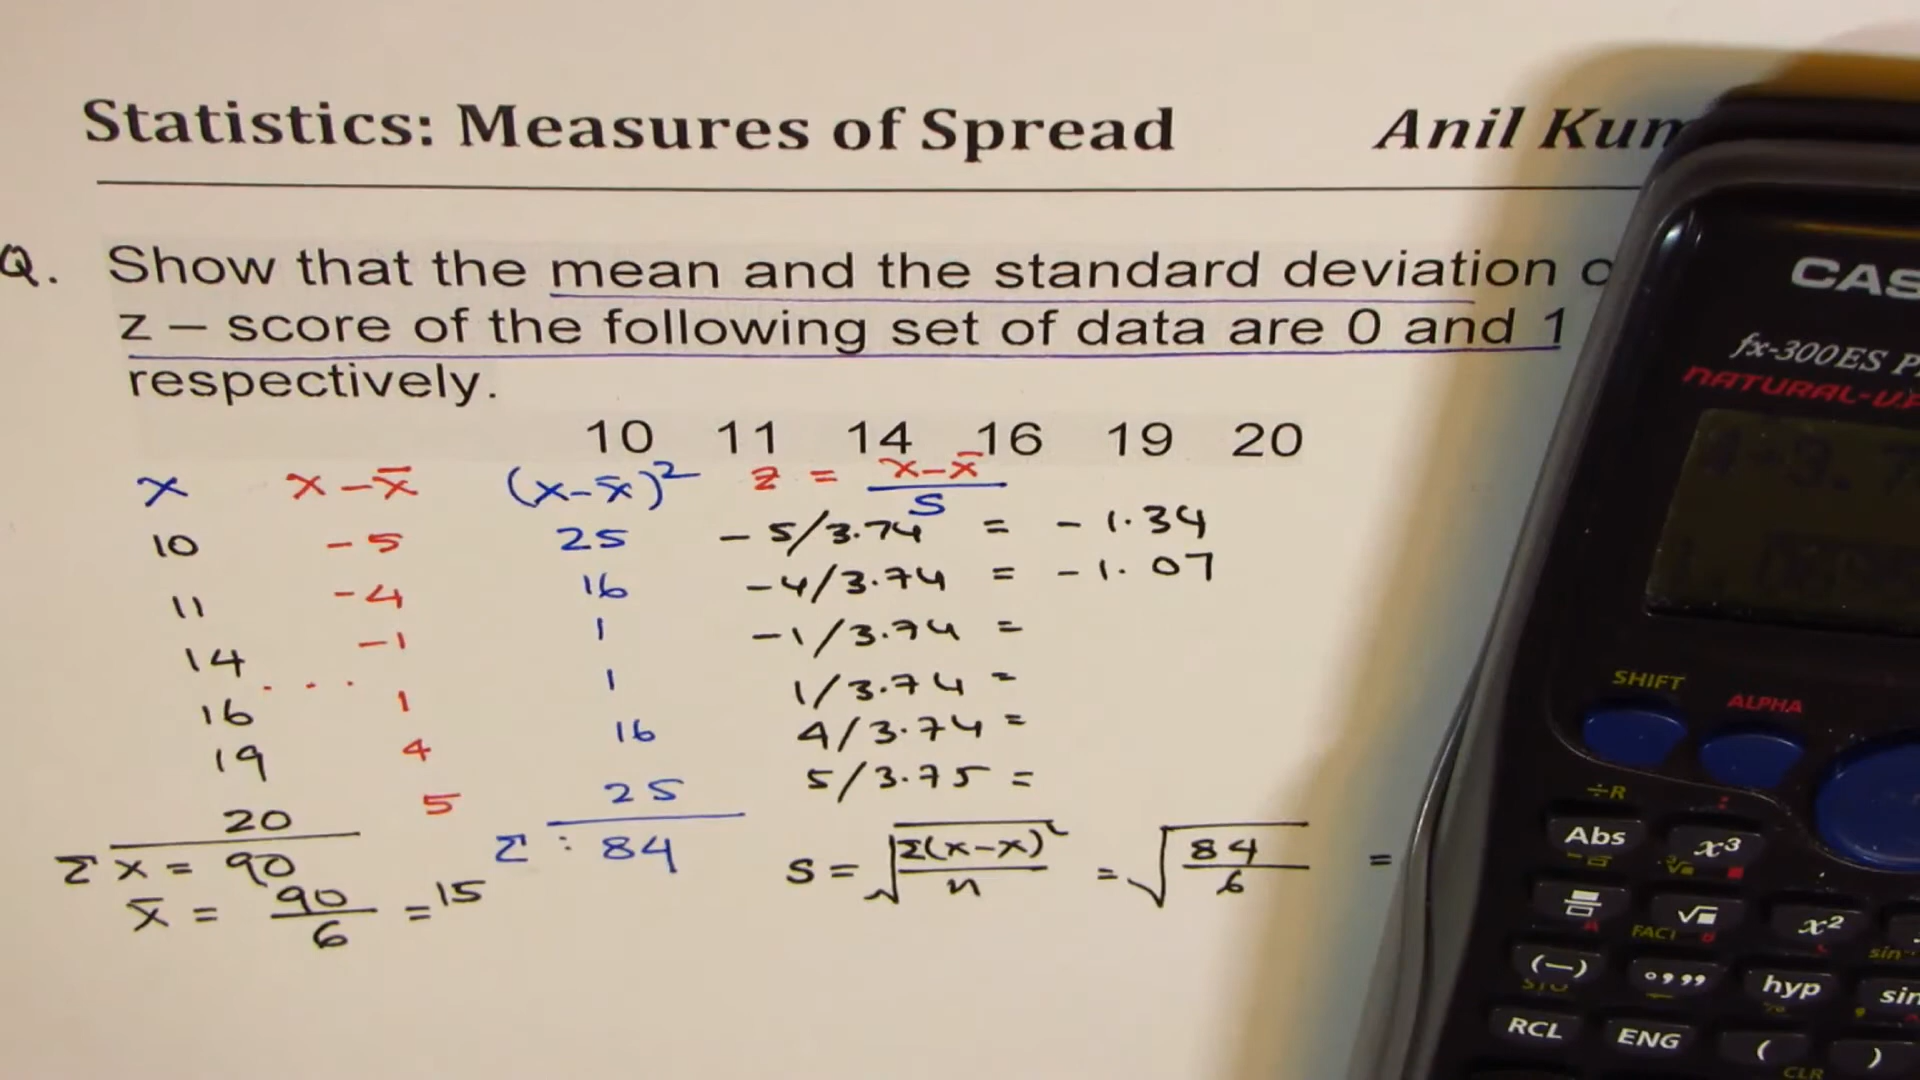 Statistics: Measures of Spread Anil Kum
Q. Show that the mean and the standard deviation o
z – score of the following set of data are 0 and 1
respectively.
10 11 14 16 19 20
x x-x̄ (x-x̄)² z = x-x̄/s
10 -5 25 -5/3.74 = -1.34
11 -4 16 -4/3.74 = -1.07
14 -1 1 -1/3.74 =
16 1 1 1/3.74 =
19 4 16 4/3.74 =
20 5 25 5/3.75 =
Σx = 90 Σ: 84 S = √Σ(x-x)²/n = √84/6 =
x̄ = 90/6 = 15
CAS
fx-300ES P
NATURAL-V.P
SHIFT ALPHA
÷R
Abs x³
√■ x²
FACT
(−) °,,, hyp sin
STO
RCL ENG ( )
CLR